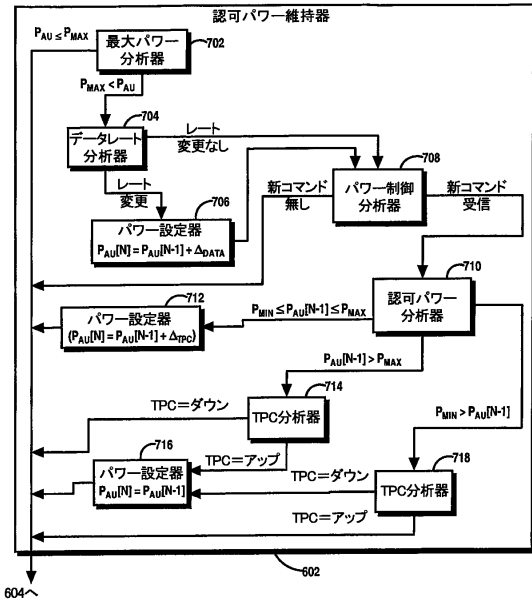 認可パワー維持器
P_AU ≤ P_MAX
最大パワー
分析器
702
P_MAX < P_AU
704
データレート
分析器
レート
変更なし
レート
変更
706
パワー設定器
P_AU[N] = P_AU[N-1] + Δ_DATA
708
パワー制御
分析器
新コマンド
無し
新コマンド
受信
710
認可パワー
分析器
712
パワー設定器
(P_AU[N] = P_AU[N-1] + Δ_TPC)
P_MIN ≤ P_AU[N-1] ≤ P_MAX
P_AU[N-1] > P_MAX
714
TPC分析器
TPC=ダウン
P_MIN > P_AU[N-1]
TPC=アップ
716
パワー設定器
P_AU[N] = P_AU[N-1]
718
TPC分析器
TPC=ダウン
TPC=アップ
602
604へ